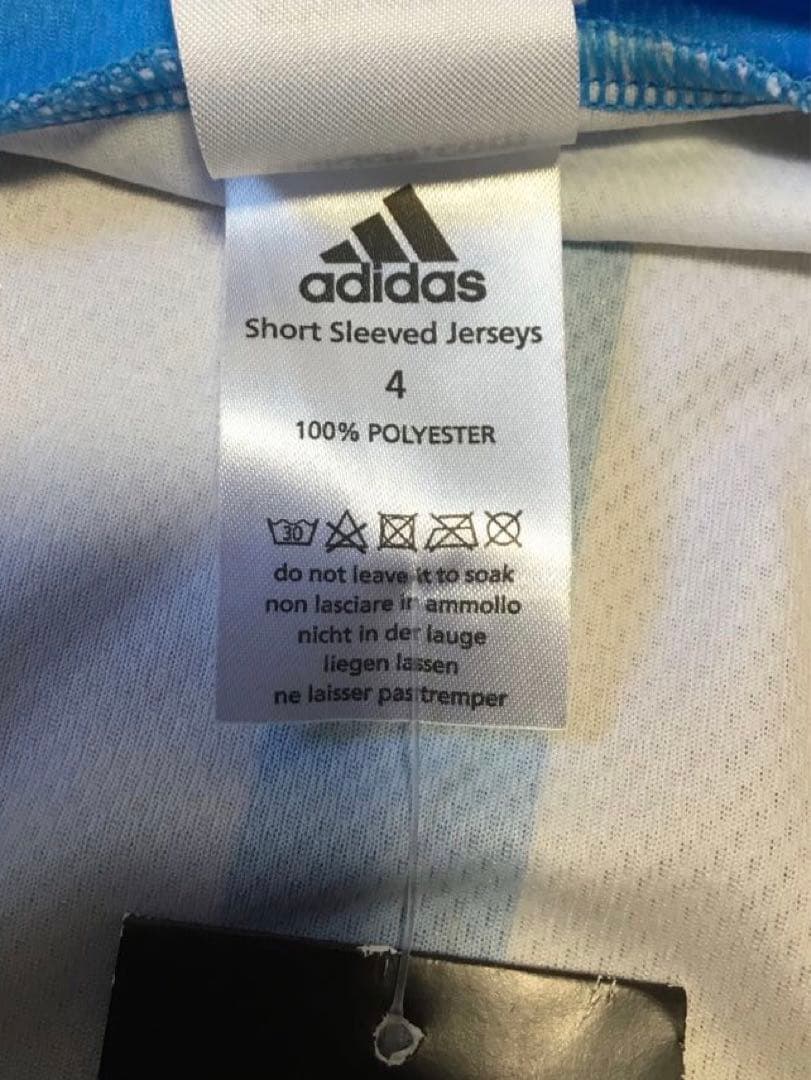 adidas
Short Sleeved Jerseys
4
100% POLYESTER
30
do not leave it to soak
non lasciare in ammollo
nicht in der lauge
liegen lassen
ne laisser pas tremper